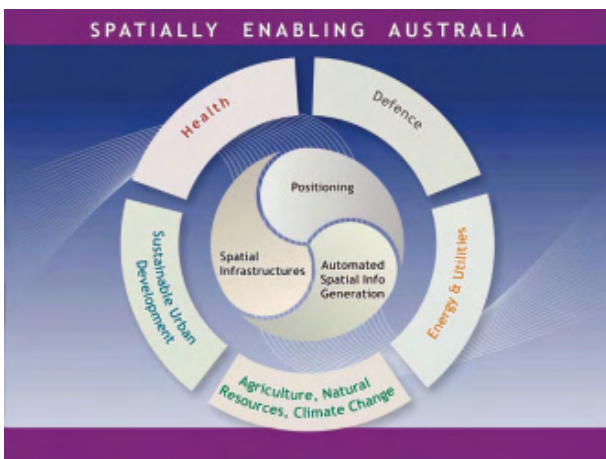 SPATIALLY ENABLING AUSTRALIA
Health
Defence
Positioning
Spatial
Infrastructures
Automated
Spatial Info
Generation
Sustainable Urban
Development
Energy & Utilities
Agriculture, Natural
Resources, Climate Change